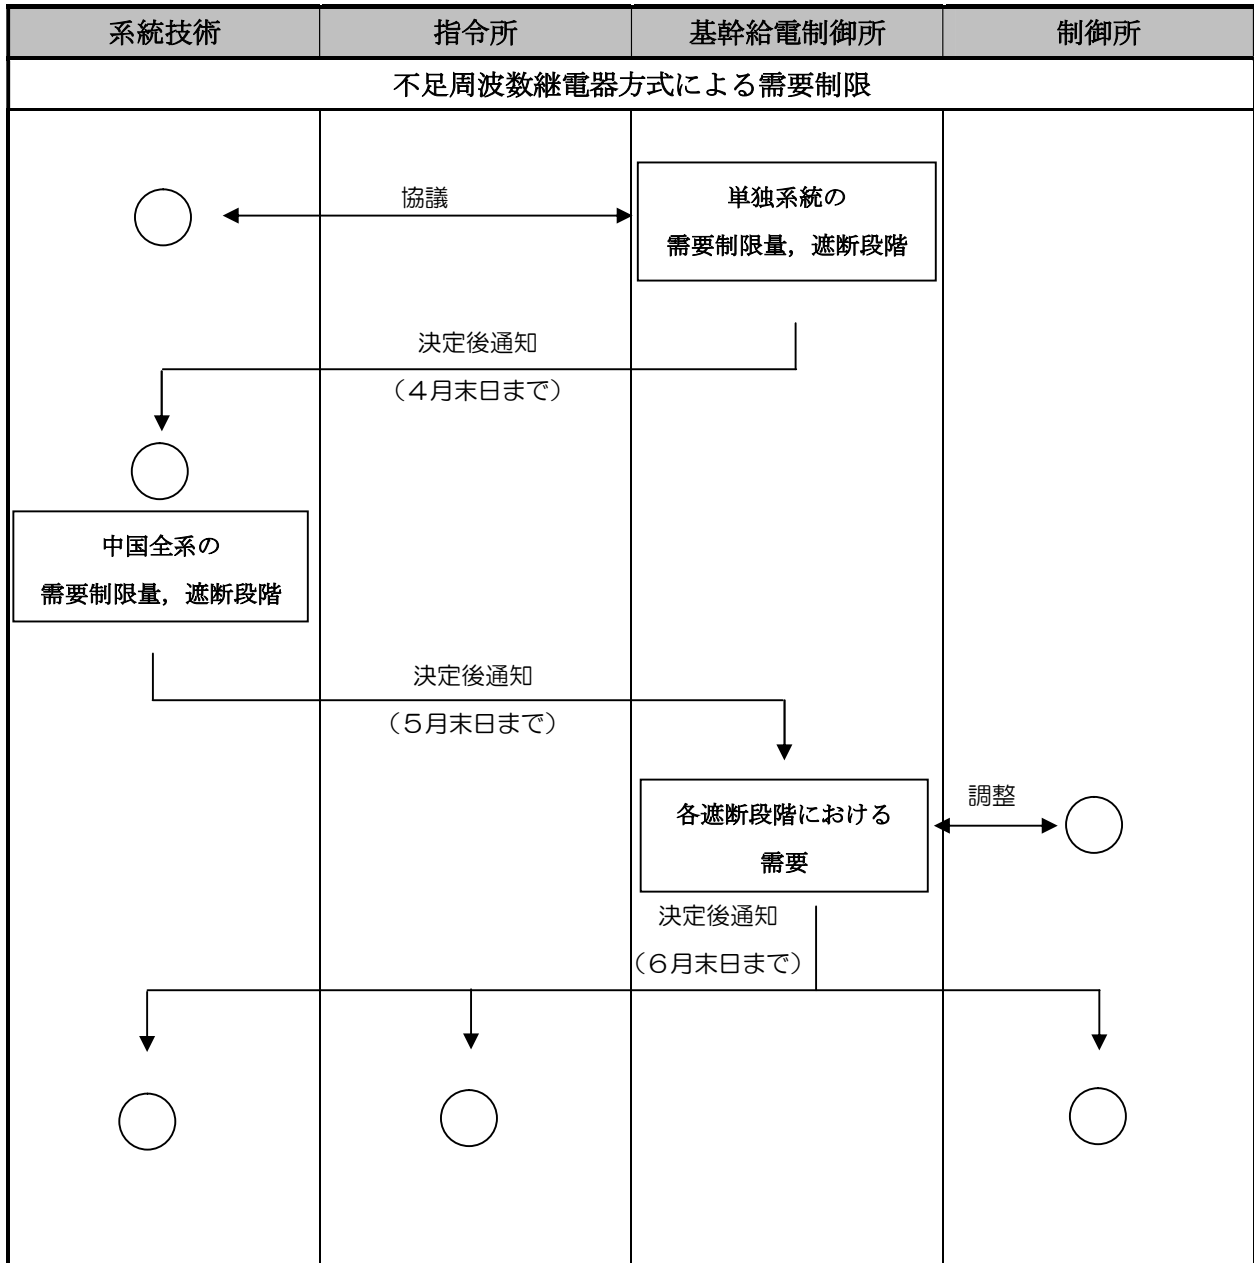 系統技術
指令所
基幹給電制御所
制御所
不足周波数継電器方式による需要制限
協議
単独系統の
需要制限量，遮断段階
決定後通知
（４月末日まで）
中国全系の
需要制限量，遮断段階
決定後通知
（５月末日まで）
各遮断段階における
需要
調整
決定後通知
（６月末日まで）